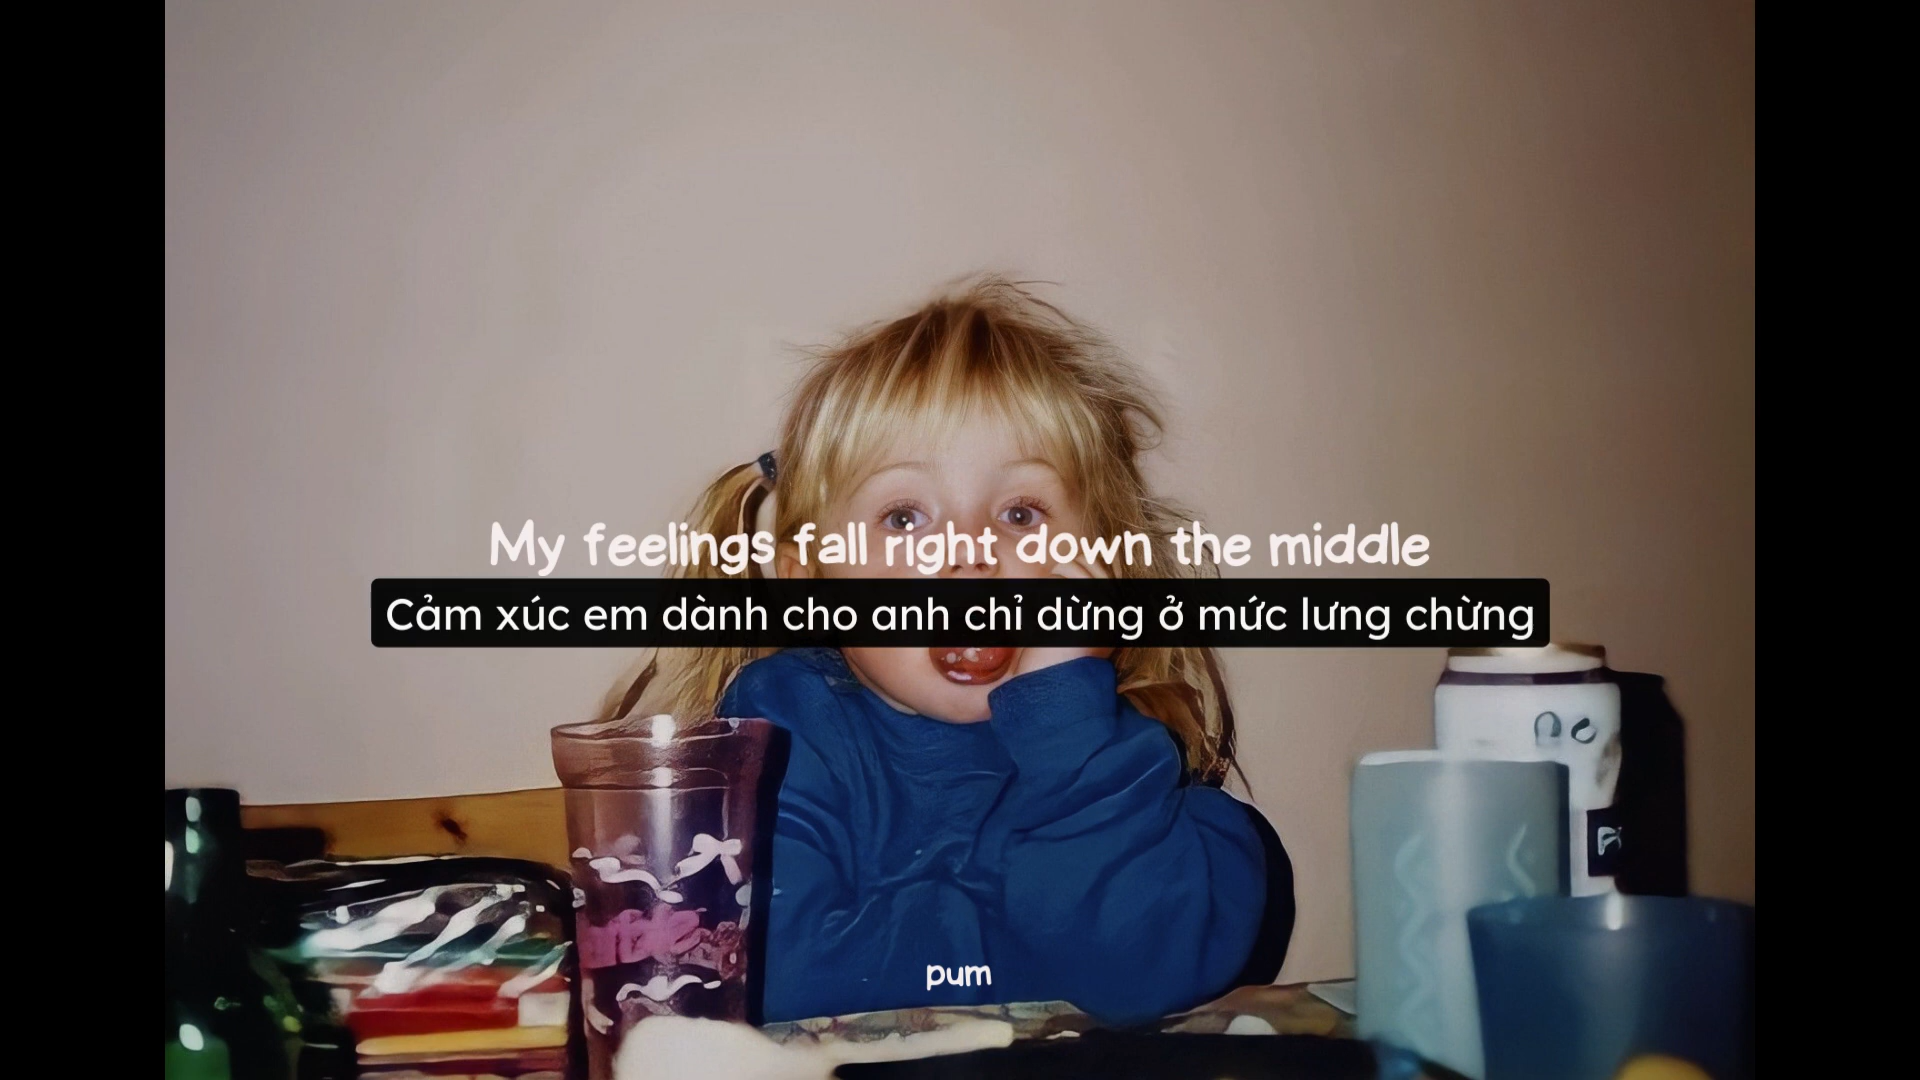 My feelings fall right down the middle
Cảm xúc em dành cho anh chỉ dừng ở mức lưng chừng
pum